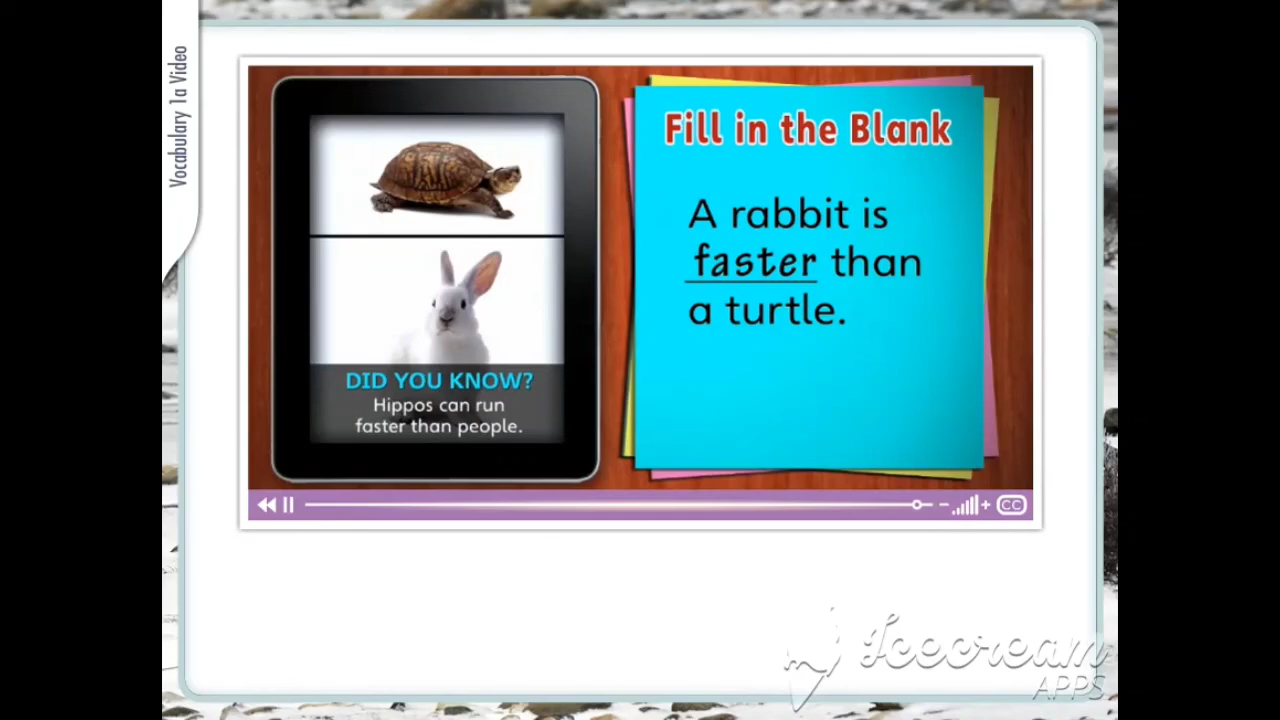 Vocabulary 1a Video
DID YOU KNOW?
Hippos can run
faster than people.
Fill in the Blank
A rabbit is
faster than
a turtle.
CC
Icecream
APPS